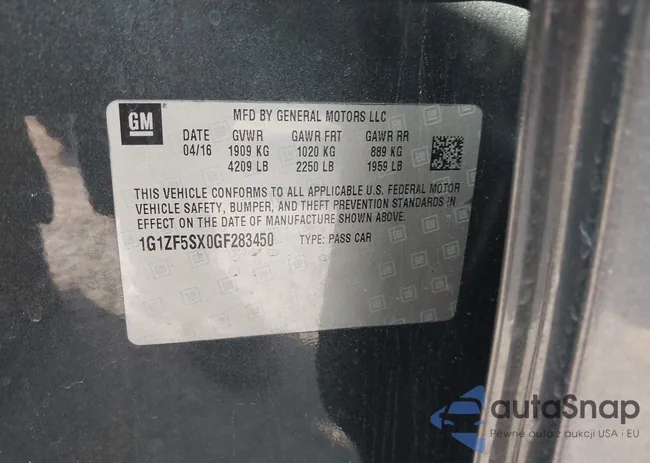 GM
MFD BY GENERAL MOTORS LLC
DATE GVWR GAWR FRT GAWR RR
04/16 1909 KG 1020 KG 889 KG
4209 LB 2250 LB 1959 LB
THIS VEHICLE CONFORMS TO ALL APPLICABLE U.S. FEDERAL MOTOR
VEHICLE SAFETY, BUMPER, AND THEFT PREVENTION STANDARDS IN
EFFECT ON THE DATE OF MANUFACTURE SHOWN ABOVE.
1G1ZF5SX0GF283450 TYPE: PASS CAR
autoSnap
Pewne auto z aukcji USA i EU